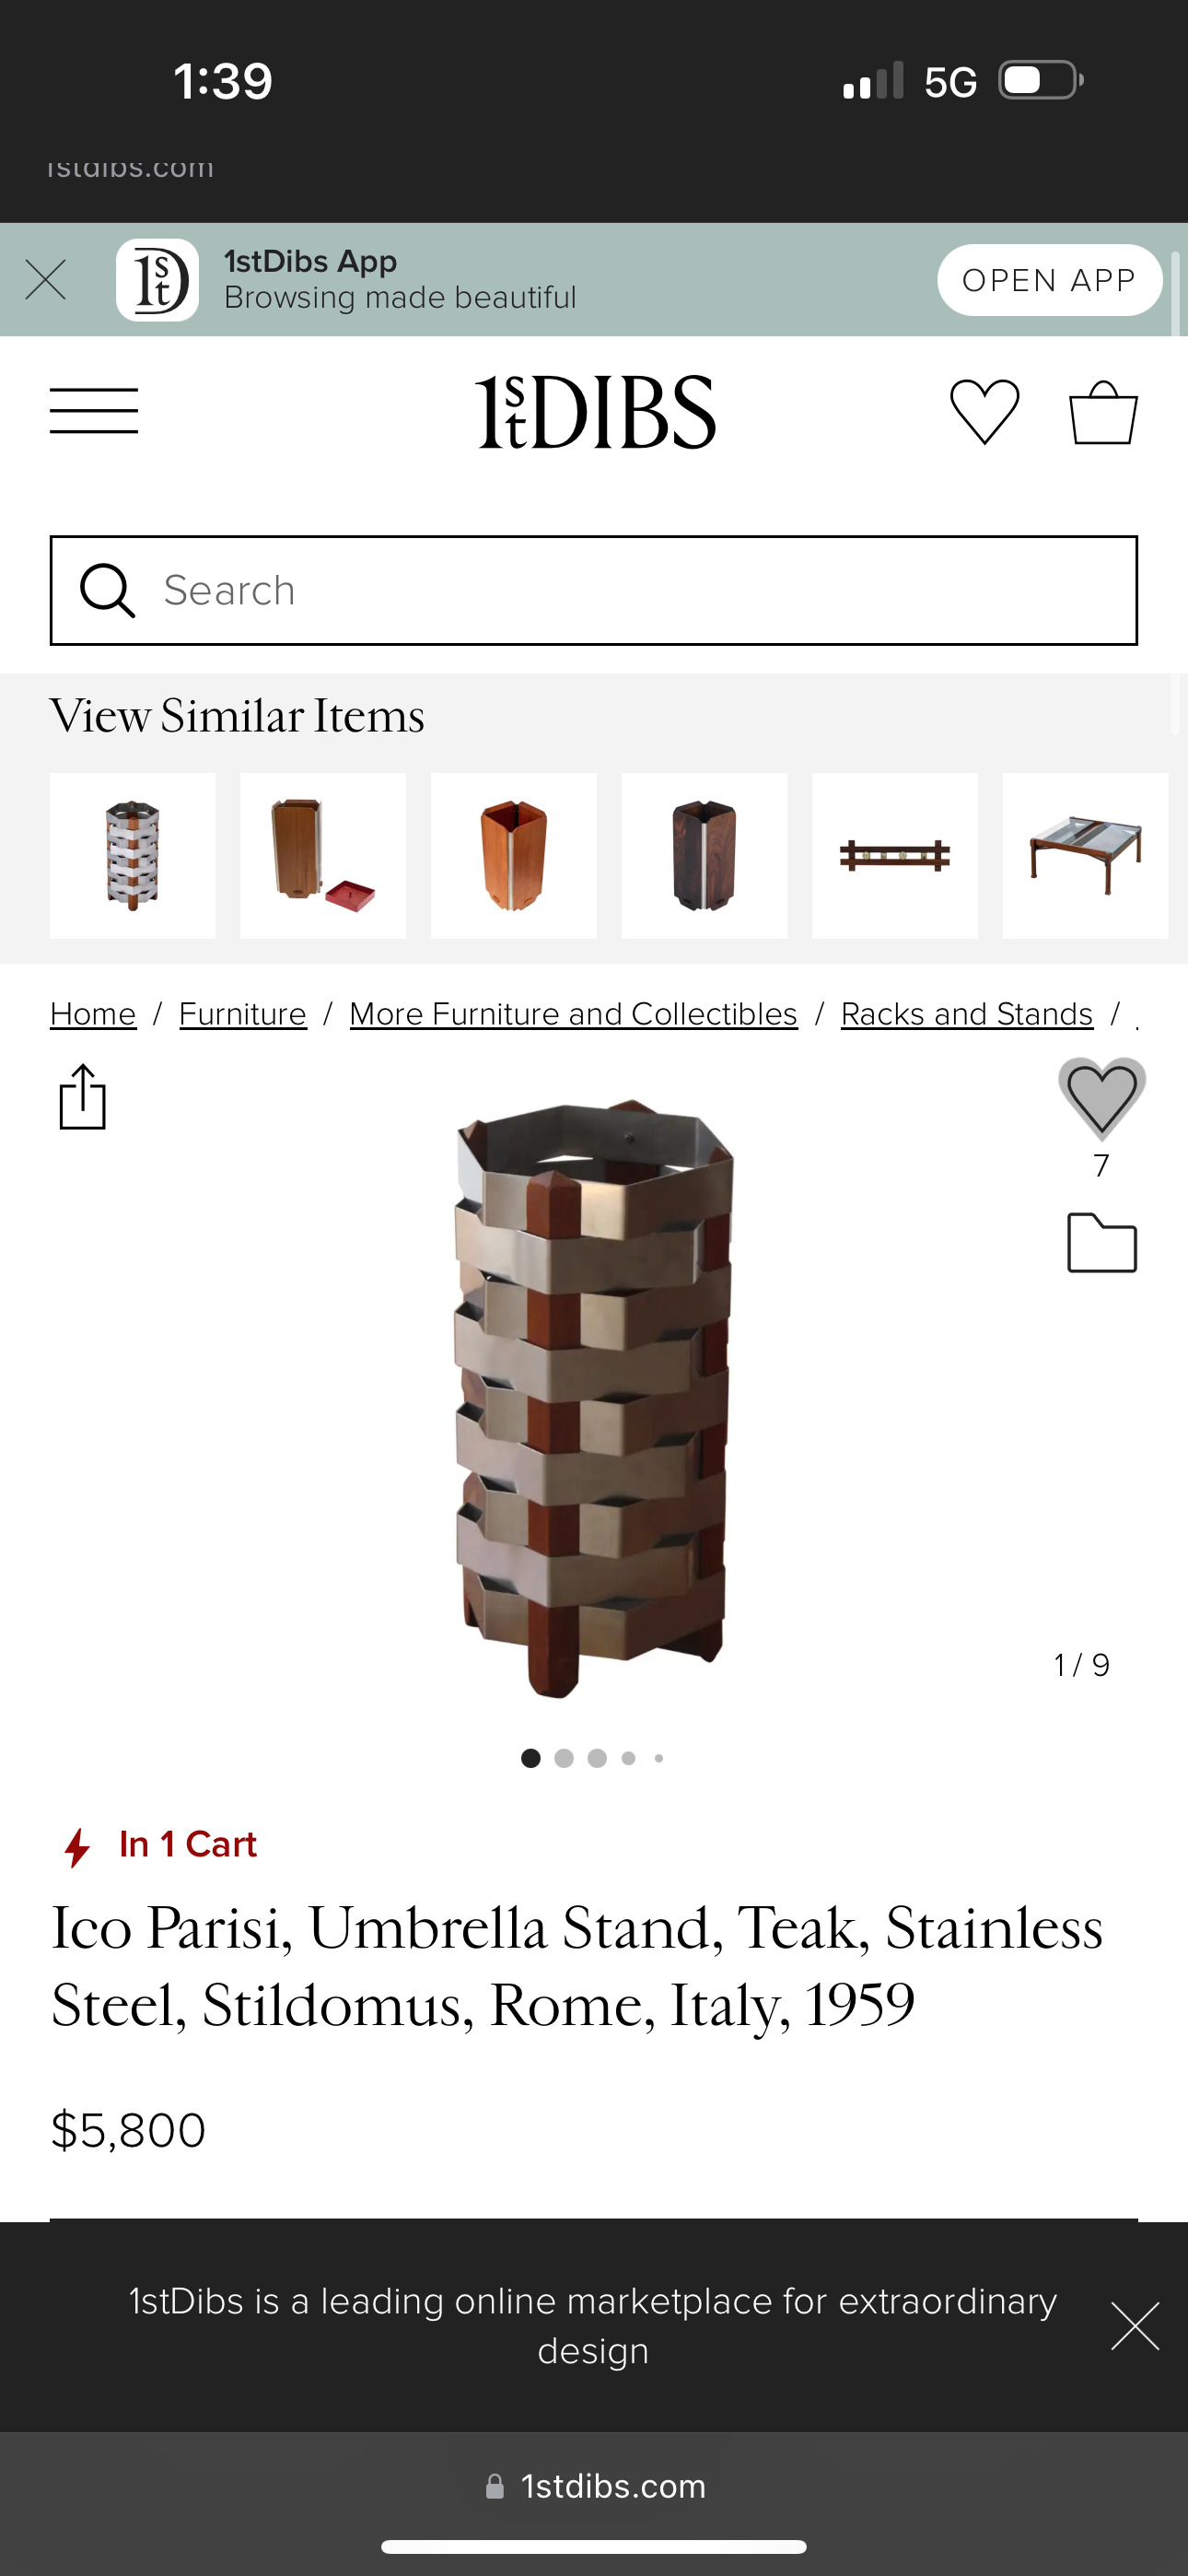 1:39
5G
1stdibs.com
1stDibs App
Browsing made beautiful
OPEN APP
1stDIBS
Search
View Similar Items
Home / Furniture / More Furniture and Collectibles / Racks and Stands /
7
1 / 9
In 1 Cart
Ico Parisi, Umbrella Stand, Teak, Stainless
Steel, Stildomus, Rome, Italy, 1959
$5,800
1stDibs is a leading online marketplace for extraordinary
design
1stdibs.com